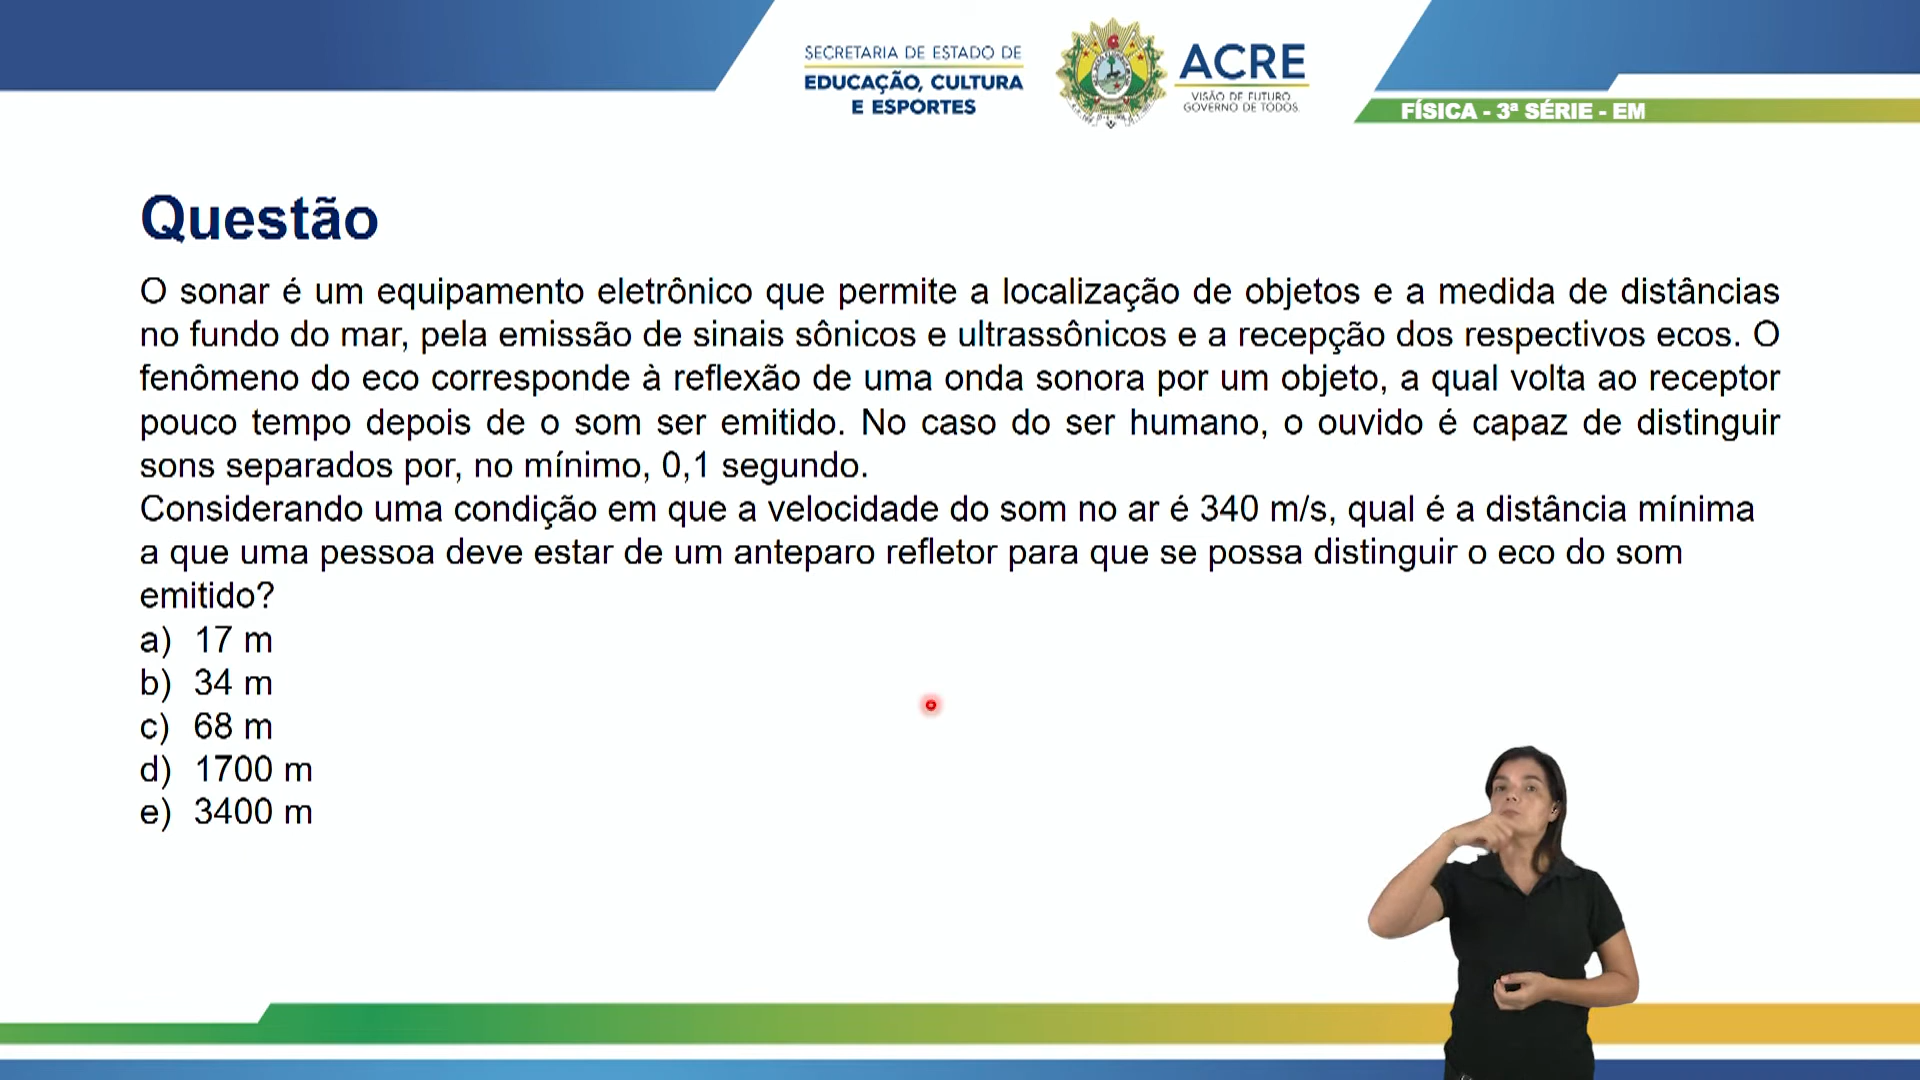 SECRETARIA DE ESTADO DE
EDUCAÇÃO, CULTURA
E ESPORTES
ACRE
VISÃO DE FUTURO
GOVERNO DE TODOS
FÍSICA - 3ª SÉRIE - EM
Questão
O sonar é um equipamento eletrônico que permite a localização de objetos e a medida de distâncias
no fundo do mar, pela emissão de sinais sônicos e ultrassônicos e a recepção dos respectivos ecos. O
fenômeno do eco corresponde à reflexão de uma onda sonora por um objeto, a qual volta ao receptor
pouco tempo depois de o som ser emitido. No caso do ser humano, o ouvido é capaz de distinguir
sons separados por, no mínimo, 0,1 segundo.
Considerando uma condição em que a velocidade do som no ar é 340 m/s, qual é a distância mínima
a que uma pessoa deve estar de um anteparo refletor para que se possa distinguir o eco do som
emitido?
a) 17 m
b) 34 m
c) 68 m
d) 1700 m
e) 3400 m